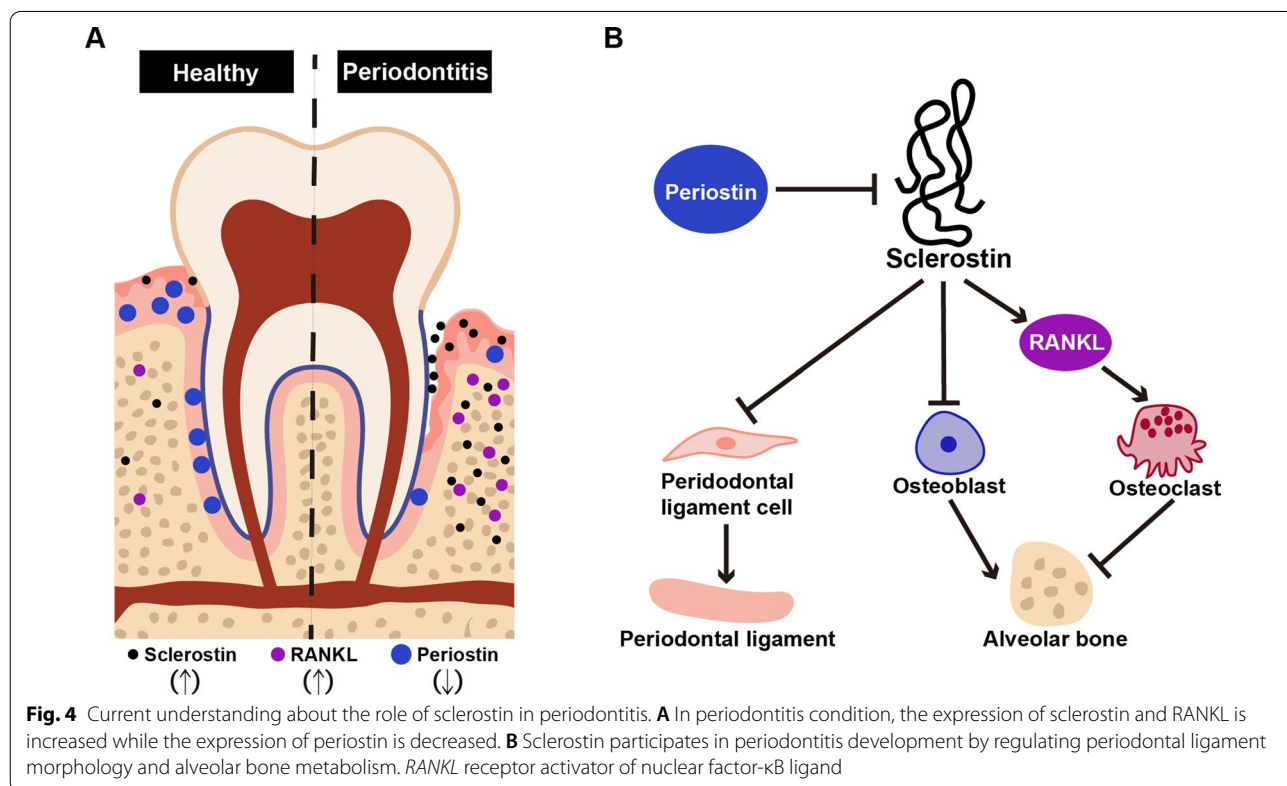 A
Healthy
Periodontitis
Sclerostin
(↑)
RANKL
(↑)
Periostin
(↓)
B
Periostin
Sclerostin
RANKL
Peridodontal
ligament cell
Osteoblast
Osteoclast
Periodontal ligament
Alveolar bone
Fig. 4 Current understanding about the role of sclerostin in periodontitis. A In periodontitis condition, the expression of sclerostin and RANKL is
increased while the expression of periostin is decreased. B Sclerostin participates in periodontitis development by regulating periodontal ligament
morphology and alveolar bone metabolism. RANKL receptor activator of nuclear factor-κB ligand